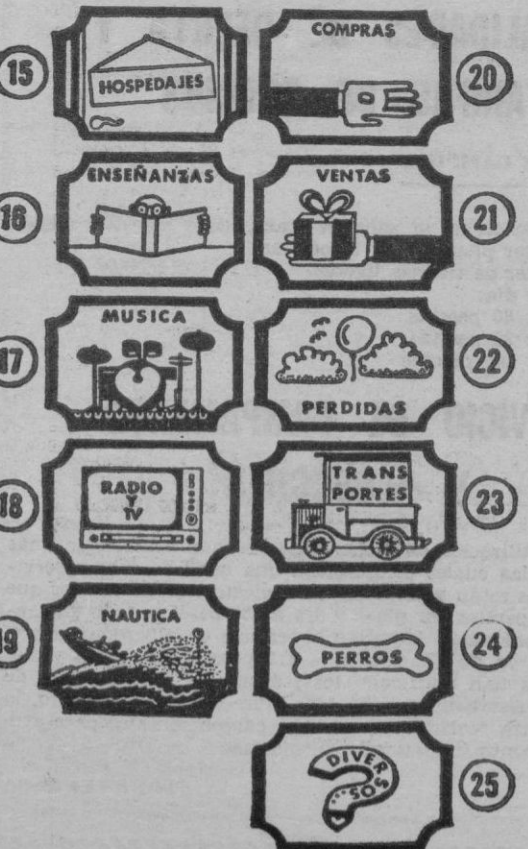 15
HOSPEDAJES
16
ENSEÑANZAS
17
MUSICA
18
RADIO
Y
TV
19
NAUTICA
COMPRAS
20
VENTAS
21
PERDIDAS
22
TRANS
PORTES
23
PERROS
24
DIVER
SOS
25